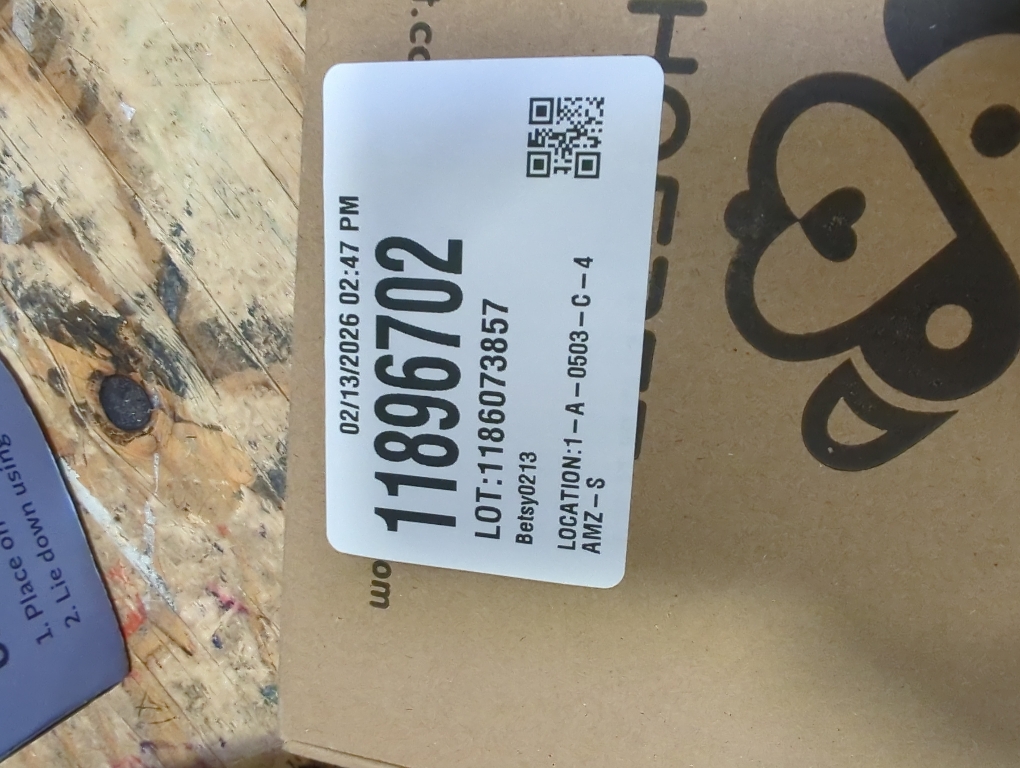 02/13/2026 02:47 PM
11896702
LOT:1186073857
Betsy0213
LOCATION:1-A-0503-C-4
AMZ-S
1. Place on
2. Lie down using